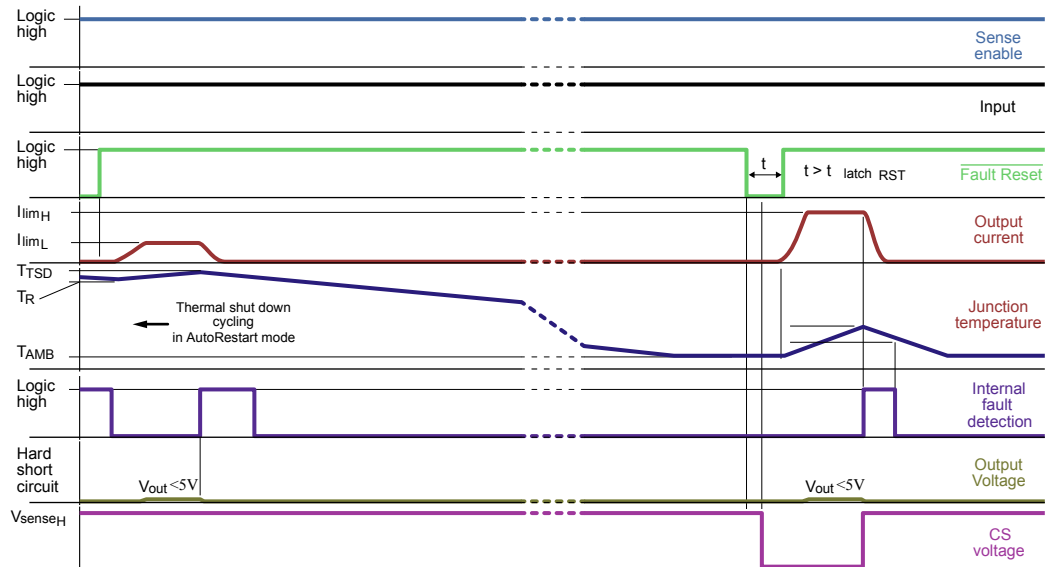 Logic
high
Sense
enable
Logic
high
Input
Logic
high
t
t > t latch RST
Fault Reset
IlimH
Output
current
IlimL
TTSD
TR
Thermal shut down
cycling
in AutoRestart mode
Junction
temperature
TAMB
Logic
high
Internal
fault
detection
Hard
short
circuit
Vout <5V
Vout <5V
Output
Voltage
VsenseH
CS
voltage